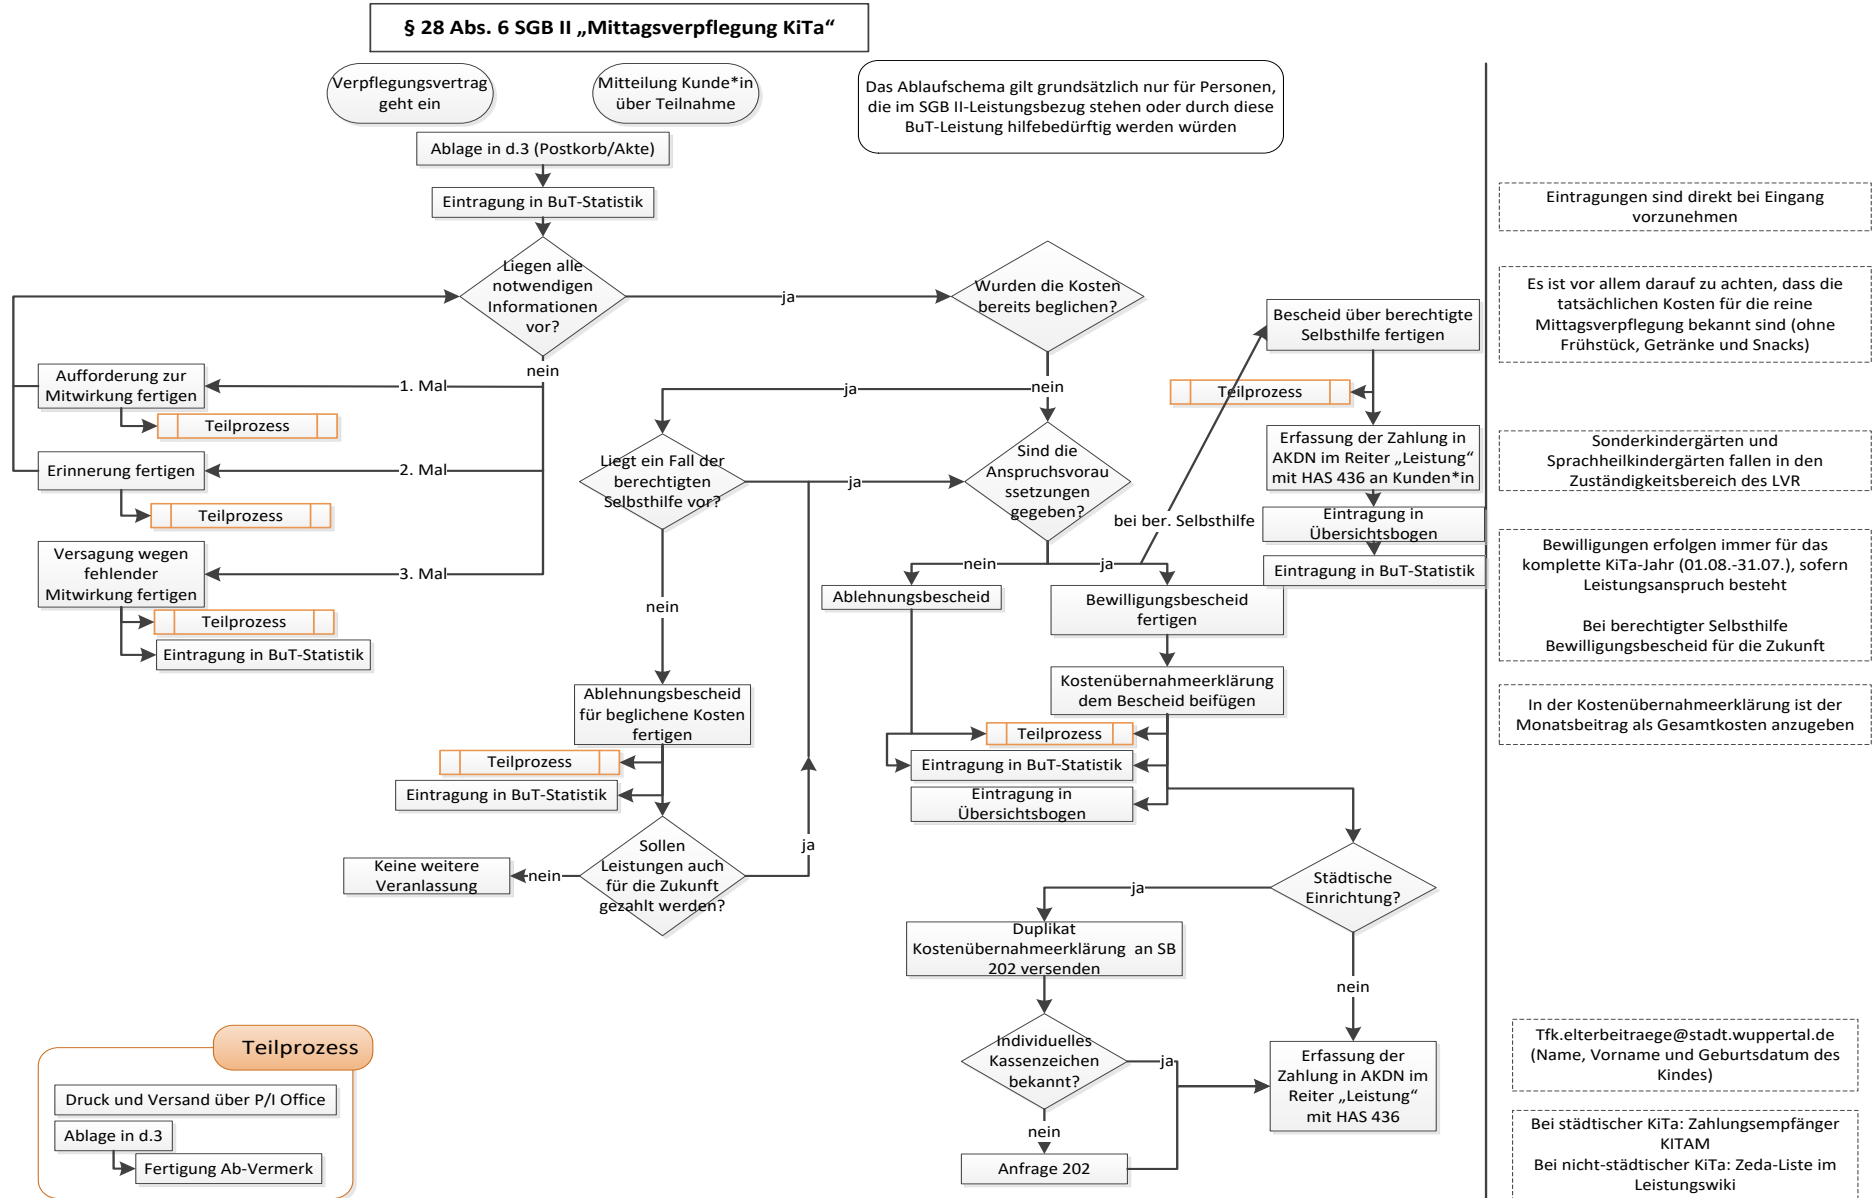 § 28 Abs. 6 SGB II „Mittagsverpflegung KiTa“
Verpflegungsvertrag
geht ein
Mitteilung Kunde*in
über Teilnahme
Das Ablaufschema gilt grundsätzlich nur für Personen,
die im SGB II-Leistungsbezug stehen oder durch diese
BuT-Leistung hilfebedürftig werden würden
Ablage in d.3 (Postkorb/Akte)
Eintragung in BuT-Statistik
Eintragungen sind direkt bei Eingang
vorzunehmen
Liegen alle
notwendigen
Informationen
vor?
ja
nein
Wurden die Kosten
bereits beglichen?
ja
nein
Bescheid über berechtigte
Selbsthilfe fertigen
Es ist vor allem darauf zu achten, dass die
tatsächlichen Kosten für die reine
Mittagsverpflegung bekannt sind (ohne
Frühstück, Getränke und Snacks)
Aufforderung zur
Mitwirkung fertigen
1. Mal
Teilprozess
Teilprozess
Erinnerung fertigen
2. Mal
Teilprozess
Liegt ein Fall der
berechtigten
Selbsthilfe vor?
ja
nein
Sind die
Anspruchsvorau
ssetzungen
gegeben?
bei ber. Selbsthilfe
Erfassung der Zahlung in
AKDN im Reiter „Leistung“
mit HAS 436 an Kunden*in
Sonderkindergärten und
Sprachheilkindergärten fallen in den
Zuständigkeitsbereich des LVR
Eintragung in
Übersichtsbogen
Eintragung in BuT-Statistik
Versagung wegen
fehlender
Mitwirkung fertigen
3. Mal
Teilprozess
Eintragung in BuT-Statistik
nein
ja
Ablehnungsbescheid
Bewilligungsbescheid
fertigen
Bewilligungen erfolgen immer für das
komplette KiTa-Jahr (01.08.-31.07.), sofern
Leistungsanspruch besteht
Bei berechtigter Selbsthilfe
Bewilligungsbescheid für die Zukunft
Kostenübernahmeerklärung
dem Bescheid beifügen
In der Kostenübernahmeerklärung ist der
Monatsbeitrag als Gesamtkosten anzugeben
Ablehnungsbescheid
für beglichene Kosten
fertigen
Teilprozess
Eintragung in BuT-Statistik
Teilprozess
Eintragung in BuT-Statistik
Eintragung in
Übersichtsbogen
Sollen
Leistungen auch
für die Zukunft
gezahlt werden?
ja
nein
Keine weitere
Veranlassung
Städtische
Einrichtung?
ja
nein
Duplikat
Kostenübernahmeerklärung an SB
202 versenden
Individuelles
Kassenzeichen
bekannt?
ja
nein
Anfrage 202
Erfassung der
Zahlung in AKDN im
Reiter „Leistung“
mit HAS 436
Tfk.elterbeitraege@stadt.wuppertal.de
(Name, Vorname und Geburtsdatum des
Kindes)
Bei städtischer KiTa: Zahlungsempfänger
KITAM
Bei nicht-städtischer KiTa: Zeda-Liste im
Leistungswiki
Teilprozess
Druck und Versand über P/I Office
Ablage in d.3
Fertigung Ab-Vermerk